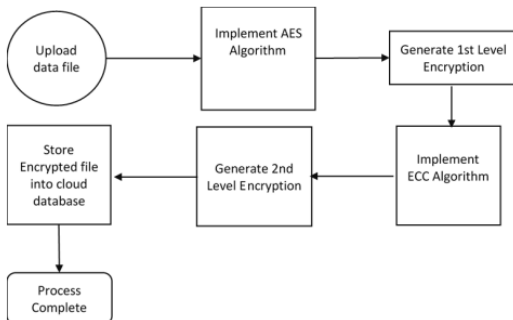 Upload
data file
Implement AES
Algorithm
Generate 1st Level
Encryption
Implement
ECC Algorithm
Generate 2nd
Level Encryption
Store
Encrypted file
into cloud
database
Process
Complete